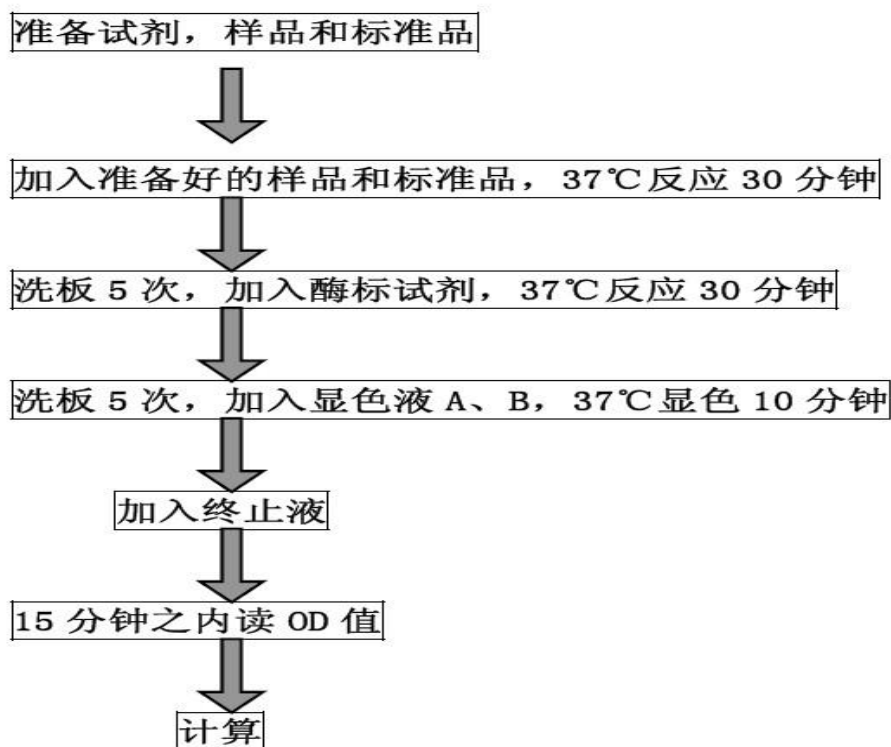 准备试剂，样品和标准品
加入准备好的样品和标准品，37℃反应 30 分钟
洗板 5 次，加入酶标试剂，37℃反应 30 分钟
洗板 5 次，加入显色液 A、B，37℃显色 10 分钟
加入终止液
15 分钟之内读 OD 值
计算